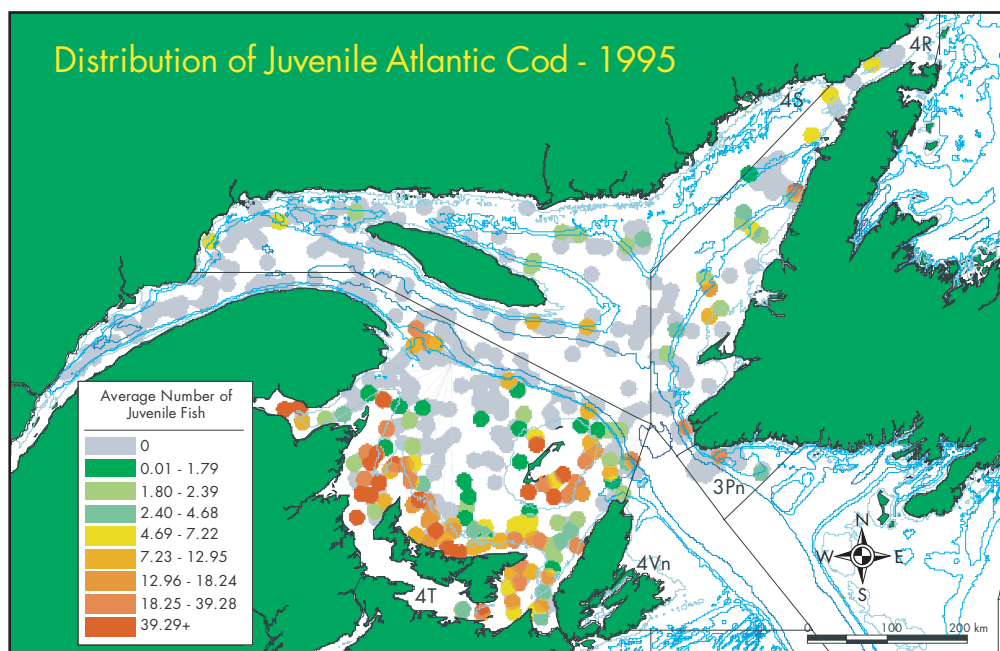 Distribution of Juvenile Atlantic Cod - 1995
4R
4S
3Pn
4Vn
4T
Average Number of
Juvenile Fish
0
0.01 - 1.79
1.80 - 2.39
2.40 - 4.68
4.69 - 7.22
7.23 - 12.95
12.96 - 18.24
18.25 - 39.28
39.29+
N
W E
S
0 100 200 km